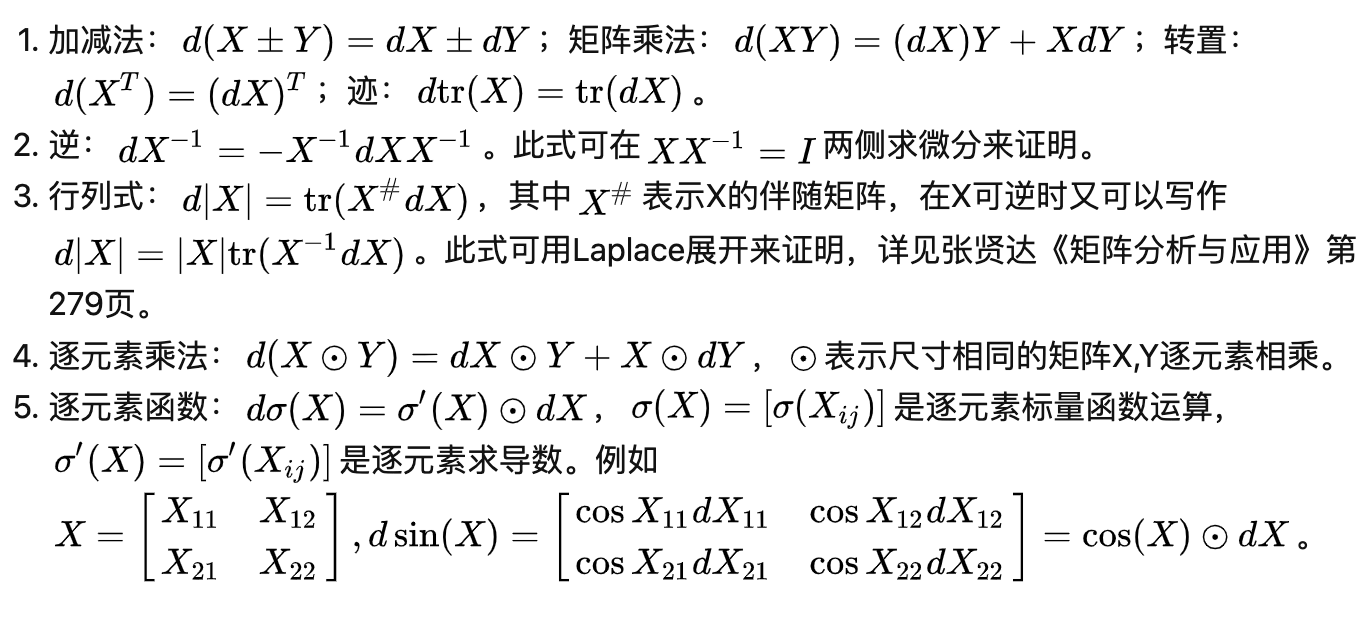 1. 加减法： $d(X \pm Y) = dX \pm dY$ ；矩阵乘法： $d(XY) = (dX)Y + XdY$ ；转置：
$d(X^T) = (dX)^T$ ；迹： $d\mathrm{tr}(X) = \mathrm{tr}(dX)$ 。
2. 逆： $dX^{-1} = -X^{-1}dXX^{-1}$ 。此式可在 $XX^{-1} = I$ 两侧求微分来证明。
3. 行列式： $d|X| = \mathrm{tr}(X^{\#}dX)$ ，其中 $X^{\#}$ 表示X的伴随矩阵，在X可逆时又可以写作
$d|X| = |X|\mathrm{tr}(X^{-1}dX)$ 。此式可用Laplace展开来证明，详见张贤达《矩阵分析与应用》第
279页。
4. 逐元素乘法： $d(X \odot Y) = dX \odot Y + X \odot dY$ ， $\odot$ 表示尺寸相同的矩阵X,Y逐元素相乘。
5. 逐元素函数： $d\sigma(X) = \sigma'(X) \odot dX$ ， $\sigma(X) = [\sigma(X_{ij})]$ 是逐元素标量函数运算，
$\sigma'(X) = [\sigma'(X_{ij})]$ 是逐元素求导数。例如
$X = \begin{bmatrix} X_{11} & X_{12} \\ X_{21} & X_{22} \end{bmatrix}, d\sin(X) = \begin{bmatrix} \cos X_{11}dX_{11} & \cos X_{12}dX_{12} \\ \cos X_{21}dX_{21} & \cos X_{22}dX_{22} \end{bmatrix} = \cos(X) \odot dX$ 。